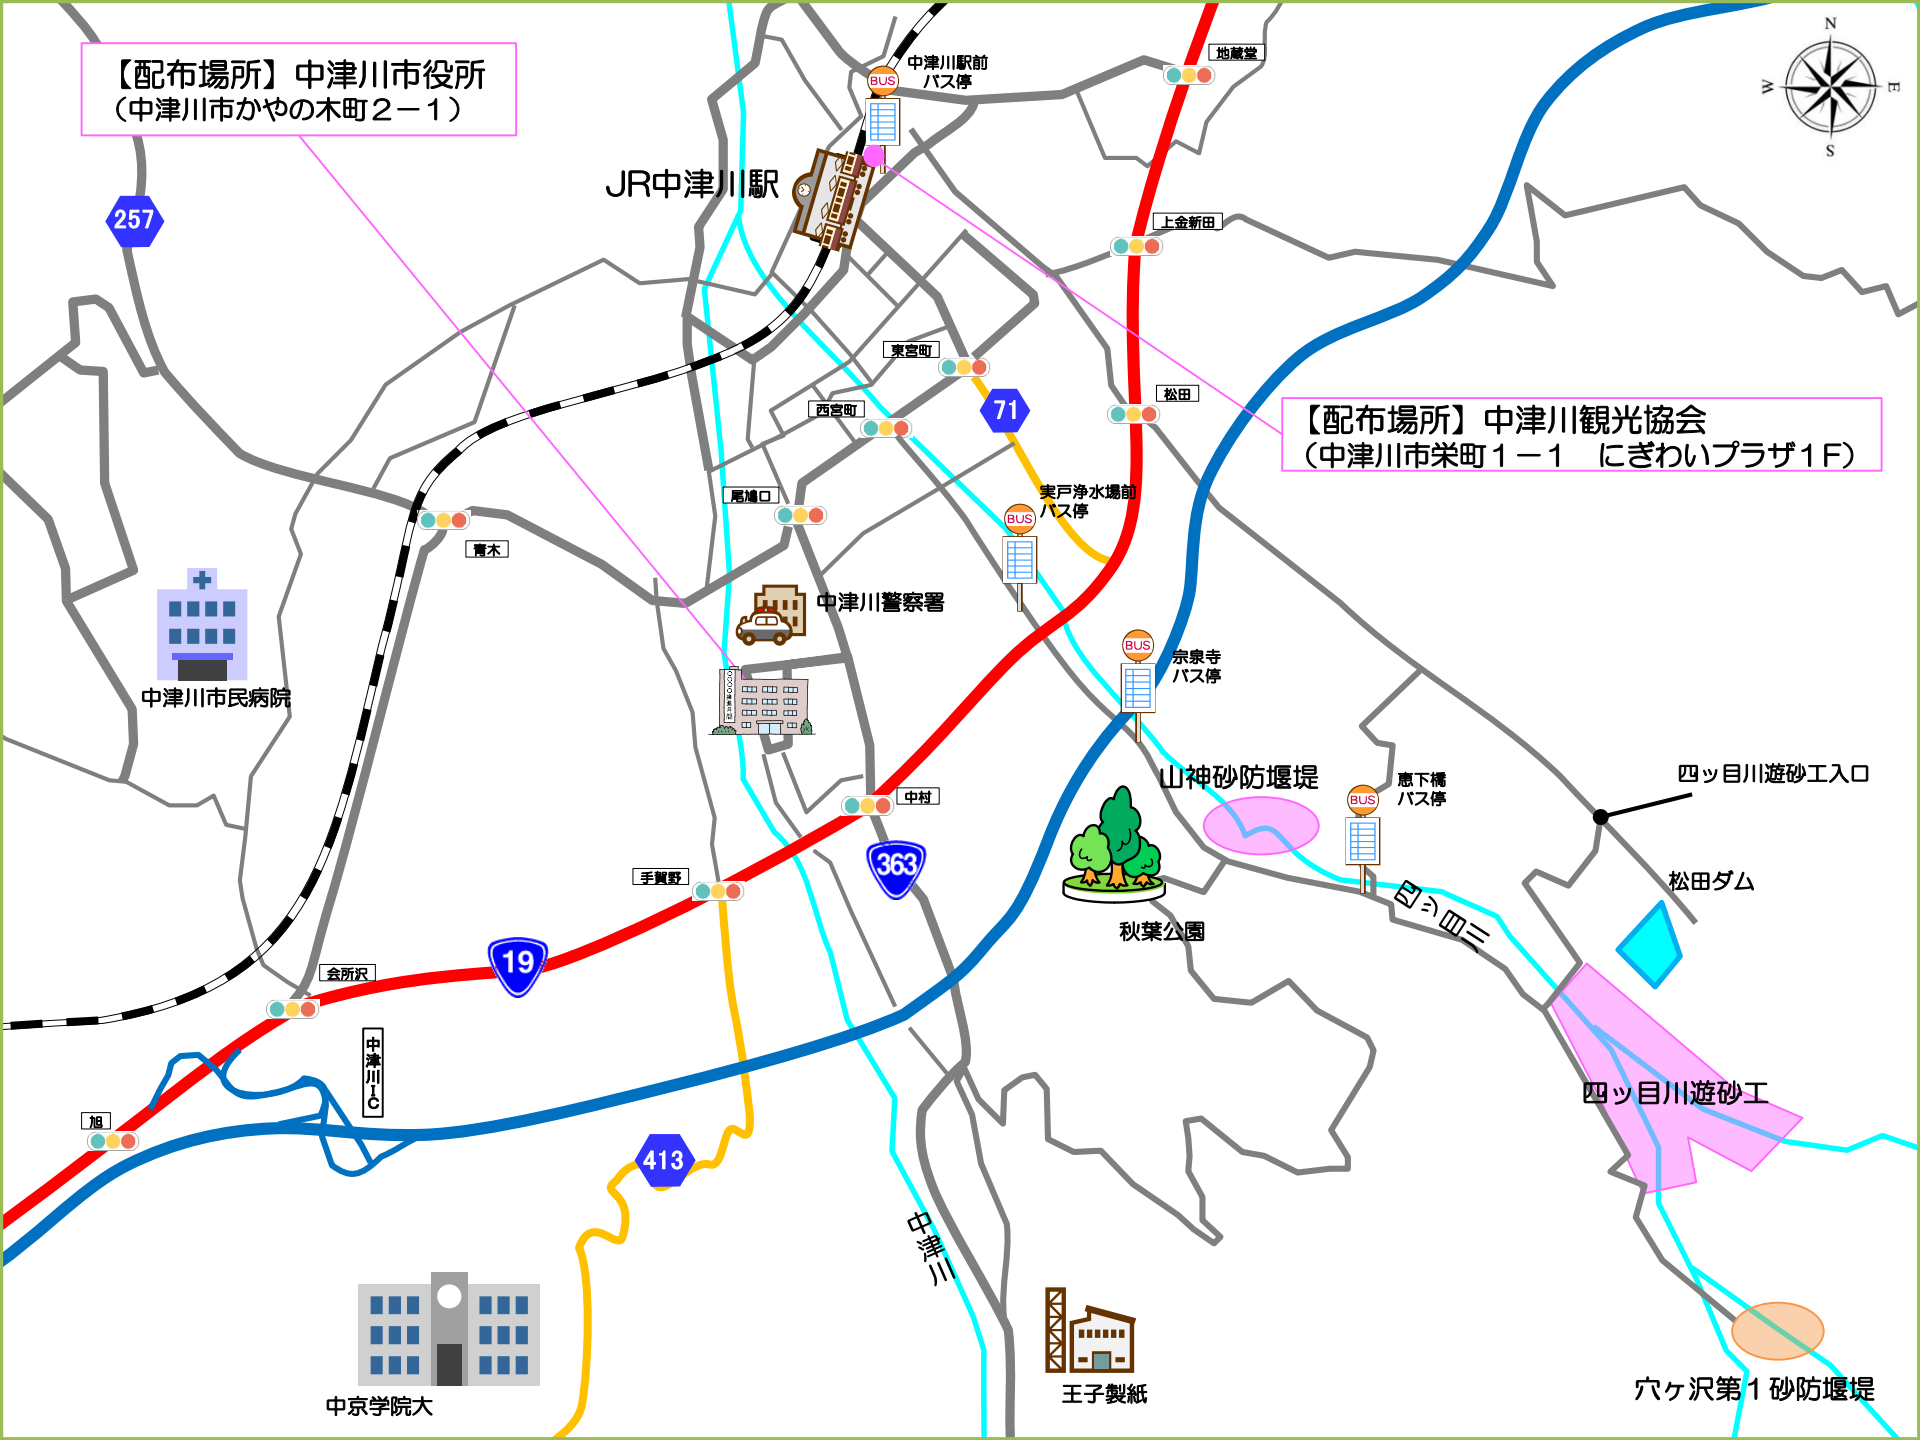 【配布場所】中津川市役所
（中津川市かやの木町２－１）
中津川駅前
バス停
BUS
地蔵堂
N
W
E
S
JR中津川駅
257
上金新田
東宮町
71
松田
西宮町
【配布場所】中津川観光協会
（中津川市栄町１－１　にぎわいプラザ１F）
尾鳩口
実戸浄水場前
バス停
BUS
青木
中津川警察署
中津川市民病院
BUS
宗泉寺
バス停
山神砂防堰堤
恵下橋
バス停
BUS
四ッ目川遊砂工入口
中村
363
手賀野
松田ダム
四ッ目川
秋葉公園
19
会所沢
中津川IC
四ッ目川遊砂工
旭
413
中津川
中京学院大
王子製紙
穴ヶ沢第１砂防堰堤